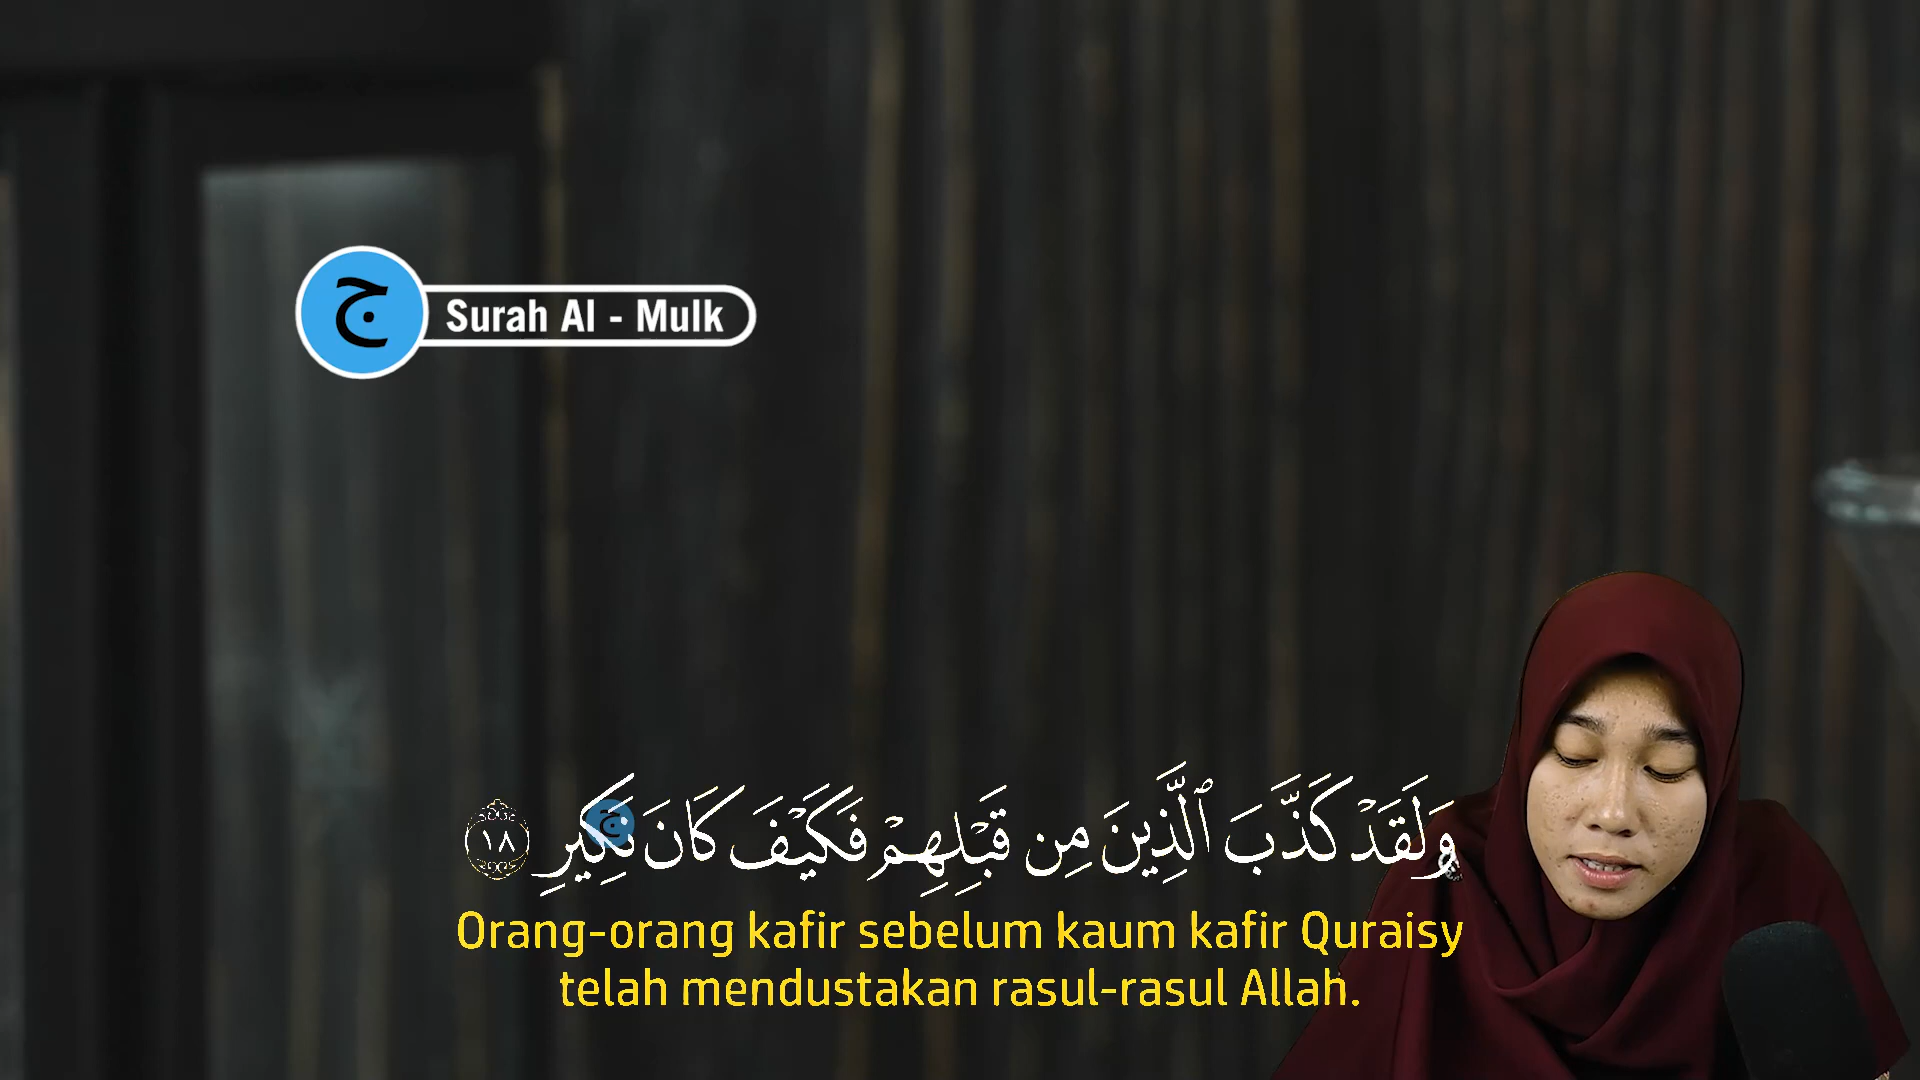 ج
Surah Al - Mulk
وَلَقَدْ كَذَّبَ ٱلَّذِينَ مِن قَبْلِهِمْ فَكَيْفَ كَانَ نَكِيرِ ١٨
ج
Orang-orang kafir sebelum kaum kafir Quraisy
telah mendustakan rasul-rasul Allah.